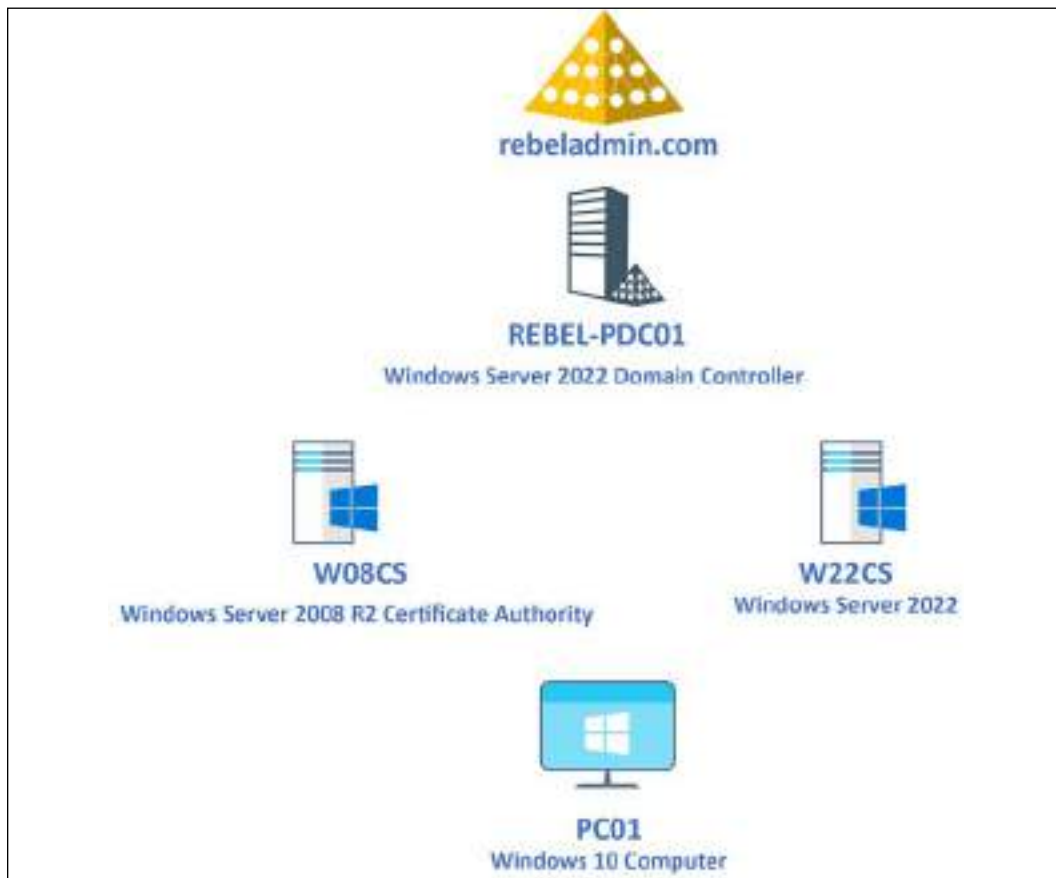 rebeladmin.com
REBEL-PDC01
Windows Server 2022 Domain Controller
W08CS
Windows Server 2008 R2 Certificate Authority
W22CS
Windows Server 2022
PC01
Windows 10 Computer